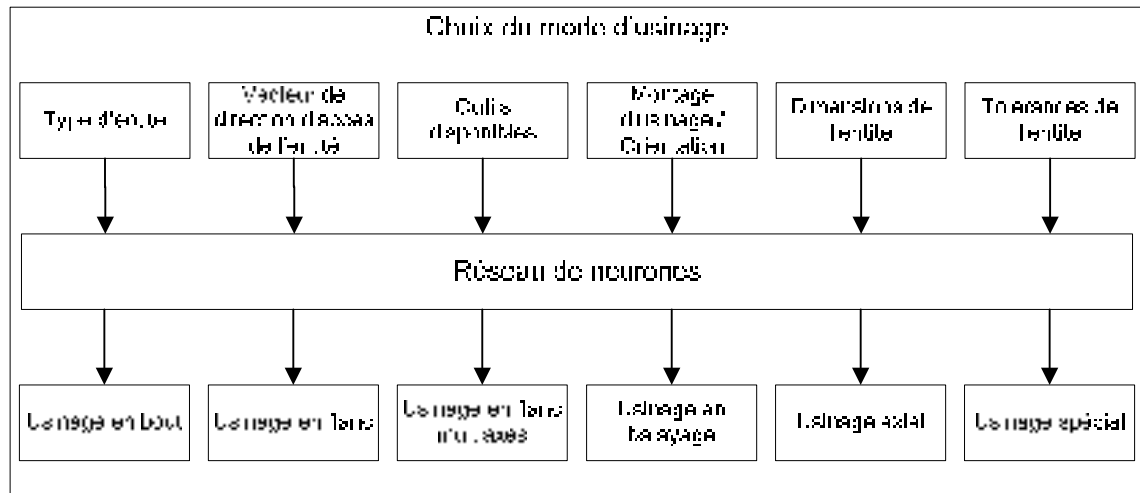 Choix du mode d'usinage
Type d'entité
Vecteur de
direction d'accès
de l'entité
Outils
disponibles
Montage
d'usinage/
Orientation
Dimensions de
l'entité
Tolérances de
l'entité
Réseau de neurones
Usinage en bout
Usinage en flanc
Usinage en flanc
multi axes
Usinage en
balayage
Usinage axial
Usinage spécial